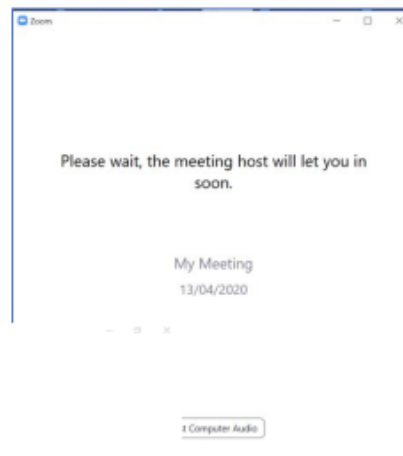 Zoom
Please wait, the meeting host will let you in
soon.
My Meeting
13/04/2020
t Computer Audio